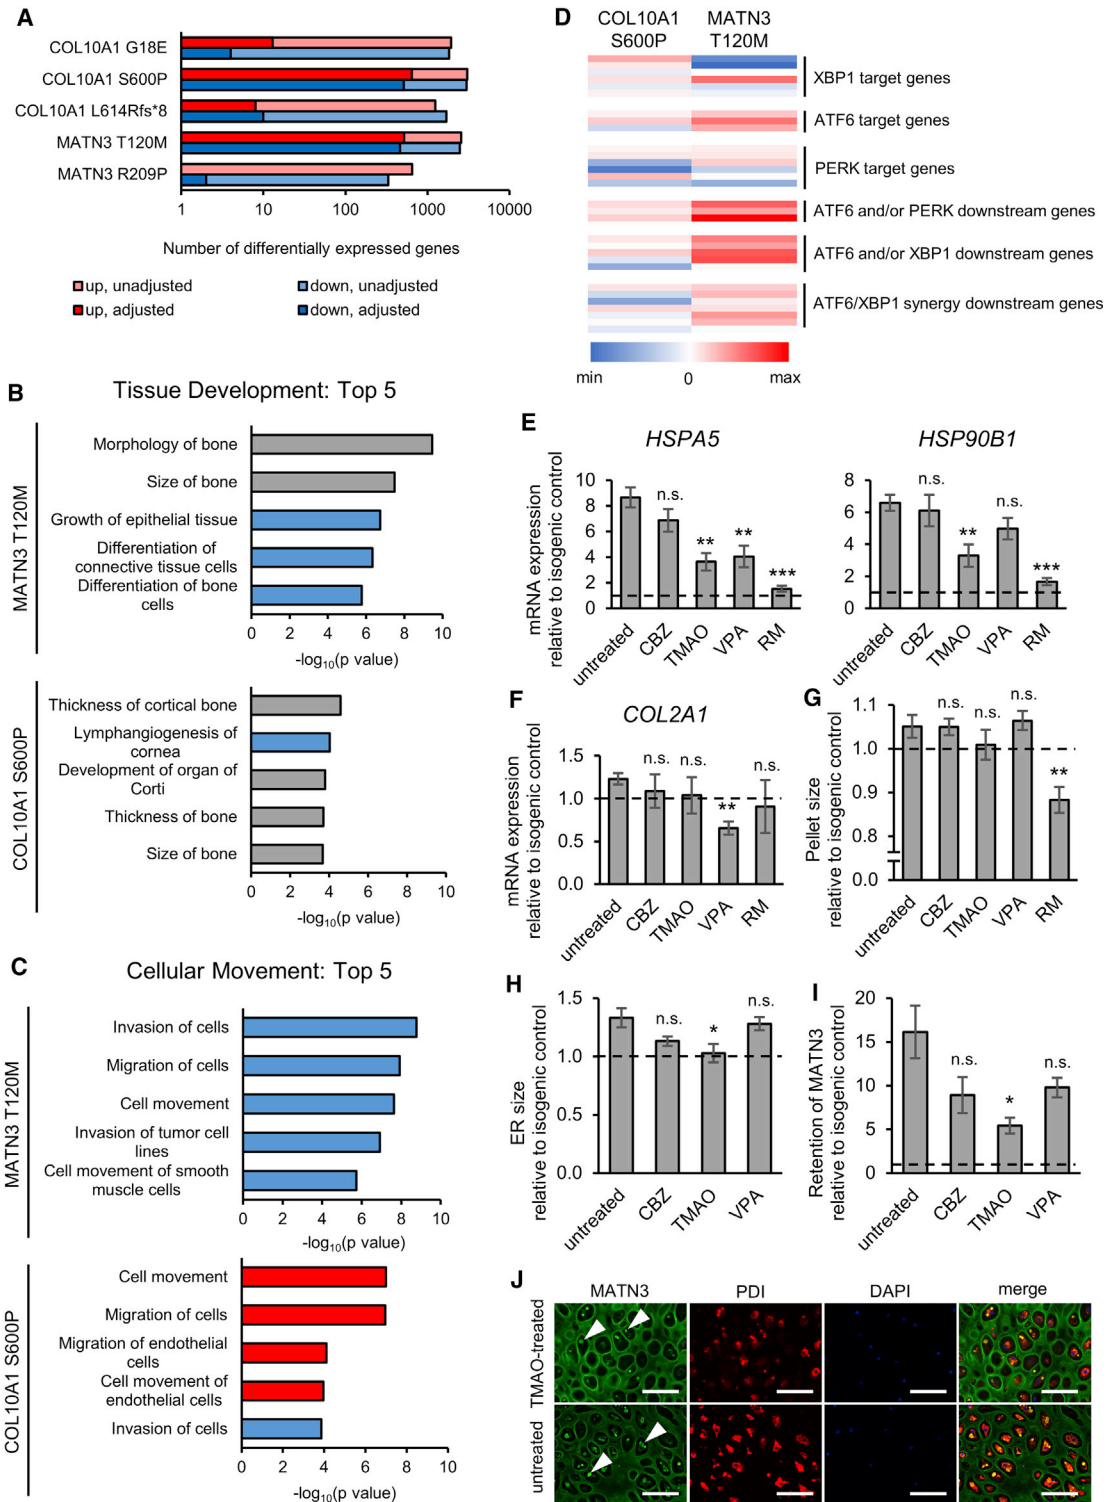 A
COL10A1 G18E
COL10A1 S600P
COL10A1 L614Rfs*8
MATN3 T120M
MATN3 R209P
1
10
100
1000
10000
Number of differentially expressed genes
up, unadjusted
down, unadjusted
up, adjusted
down, adjusted
D
COL10A1
S600P
MATN3
T120M
XBP1 target genes
ATF6 target genes
PERK target genes
ATF6 and/or PERK downstream genes
ATF6 and/or XBP1 downstream genes
ATF6/XBP1 synergy downstream genes
min
0
max
B
Tissue Development: Top 5
MATN3 T120M
Morphology of bone
Size of bone
Growth of epithelial tissue
Differentiation of
connective tissue cells
Differentiation of bone
cells
0 2 4 6 8 10
-log10(p value)
COL10A1 S600P
Thickness of cortical bone
Lymphangiogenesis of
cornea
Development of organ of
Corti
Thickness of bone
Size of bone
0 2 4 6 8 10
-log10(p value)
C
Cellular Movement: Top 5
MATN3 T120M
Invasion of cells
Migration of cells
Cell movement
Invasion of tumor cell
lines
Cell movement of smooth
muscle cells
0 2 4 6 8 10
-log10(p value)
COL10A1 S600P
Cell movement
Migration of cells
Migration of endothelial
cells
Cell movement of
endothelial cells
Invasion of cells
0 2 4 6 8 10
-log10(p value)
E
HSPA5
mRNA expression
relative to isogenic control
10
8
6
4
2
0
**
**
***
untreated
CBZ
TMAO
VPA
RM
HSP90B1
8
6
4
2
0
n.s.
**
n.s.
***
untreated
CBZ
TMAO
VPA
RM
F
COL2A1
mRNA expression
relative to isogenic control
1.5
1.0
0.5
0.0
n.s.
n.s.
**
n.s.
untreated
CBZ
TMAO
VPA
RM
G
Pellet size
relative to isogenic control
1.1
1.0
0.9
0.8
0.0
n.s.
n.s.
n.s.
**
untreated
CBZ
TMAO
VPA
RM
H
ER size
relative to isogenic control
1.5
1.0
0.5
0.0
n.s.
*
n.s.
untreated
CBZ
TMAO
VPA
I
Retention of MATN3
relative to isogenic control
20
15
10
5
0
n.s.
*
n.s.
untreated
CBZ
TMAO
VPA
J
MATN3
PDI
DAPI
merge
TMAO-treated
untreated